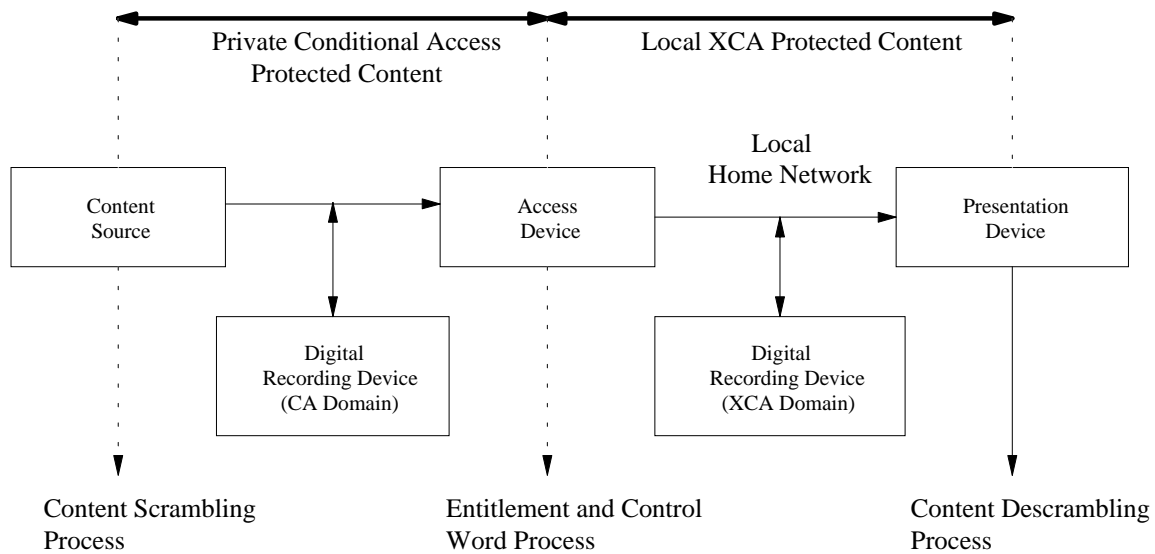 Private Conditional Access
Protected Content
Local XCA Protected Content
Local
Home Network
Content
Source
Access
Device
Presentation
Device
Digital
Recording Device
(CA Domain)
Digital
Recording Device
(XCA Domain)
Content Scrambling
Process
Entitlement and Control
Word Process
Content Descrambling
Process